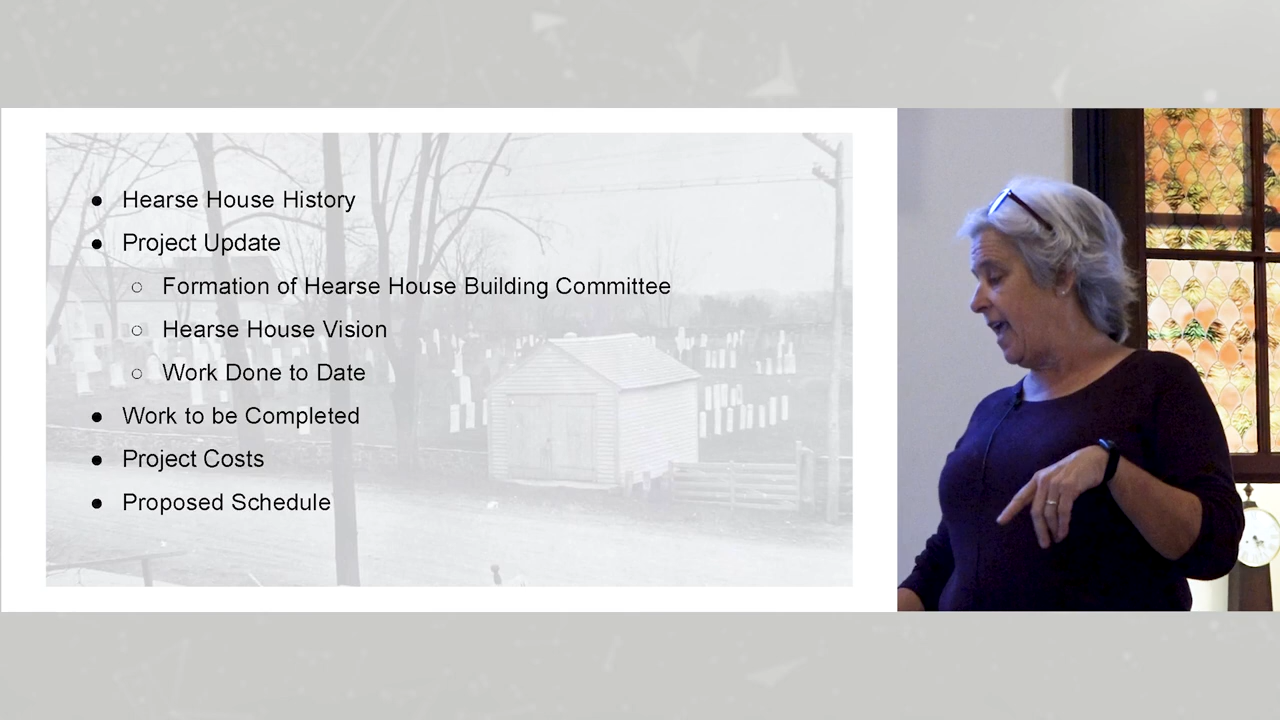 ● Hearse House History
● Project Update
○ Formation of Hearse House Building Committee
○ Hearse House Vision
○ Work Done to Date
● Work to be Completed
● Project Costs
● Proposed Schedule